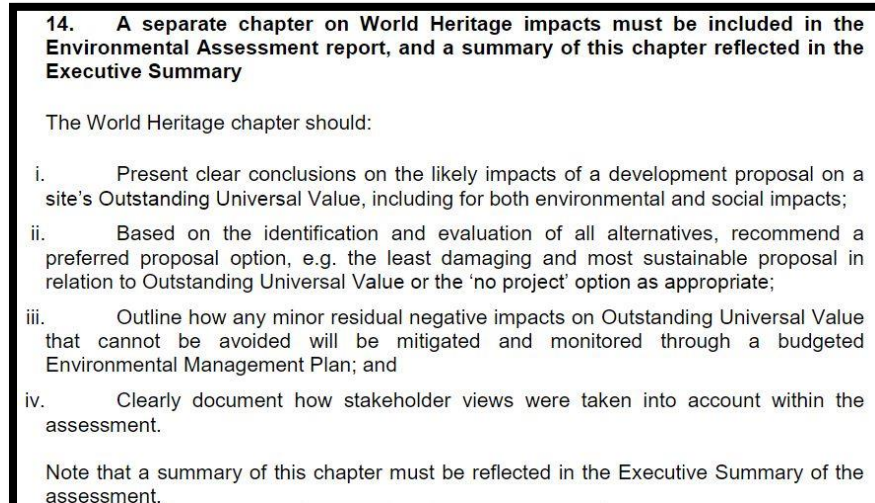 14. A separate chapter on World Heritage impacts must be included in the
Environmental Assessment report, and a summary of this chapter reflected in the
Executive Summary
The World Heritage chapter should:
i. Present clear conclusions on the likely impacts of a development proposal on a
site's Outstanding Universal Value, including for both environmental and social impacts;
ii. Based on the identification and evaluation of all alternatives, recommend a
preferred proposal option, e.g. the least damaging and most sustainable proposal in
relation to Outstanding Universal Value or the ‘no project’ option as appropriate;
iii. Outline how any minor residual negative impacts on Outstanding Universal Value
that cannot be avoided will be mitigated and monitored through a budgeted
Environmental Management Plan; and
iv. Clearly document how stakeholder views were taken into account within the
assessment.
Note that a summary of this chapter must be reflected in the Executive Summary of the
assessment.